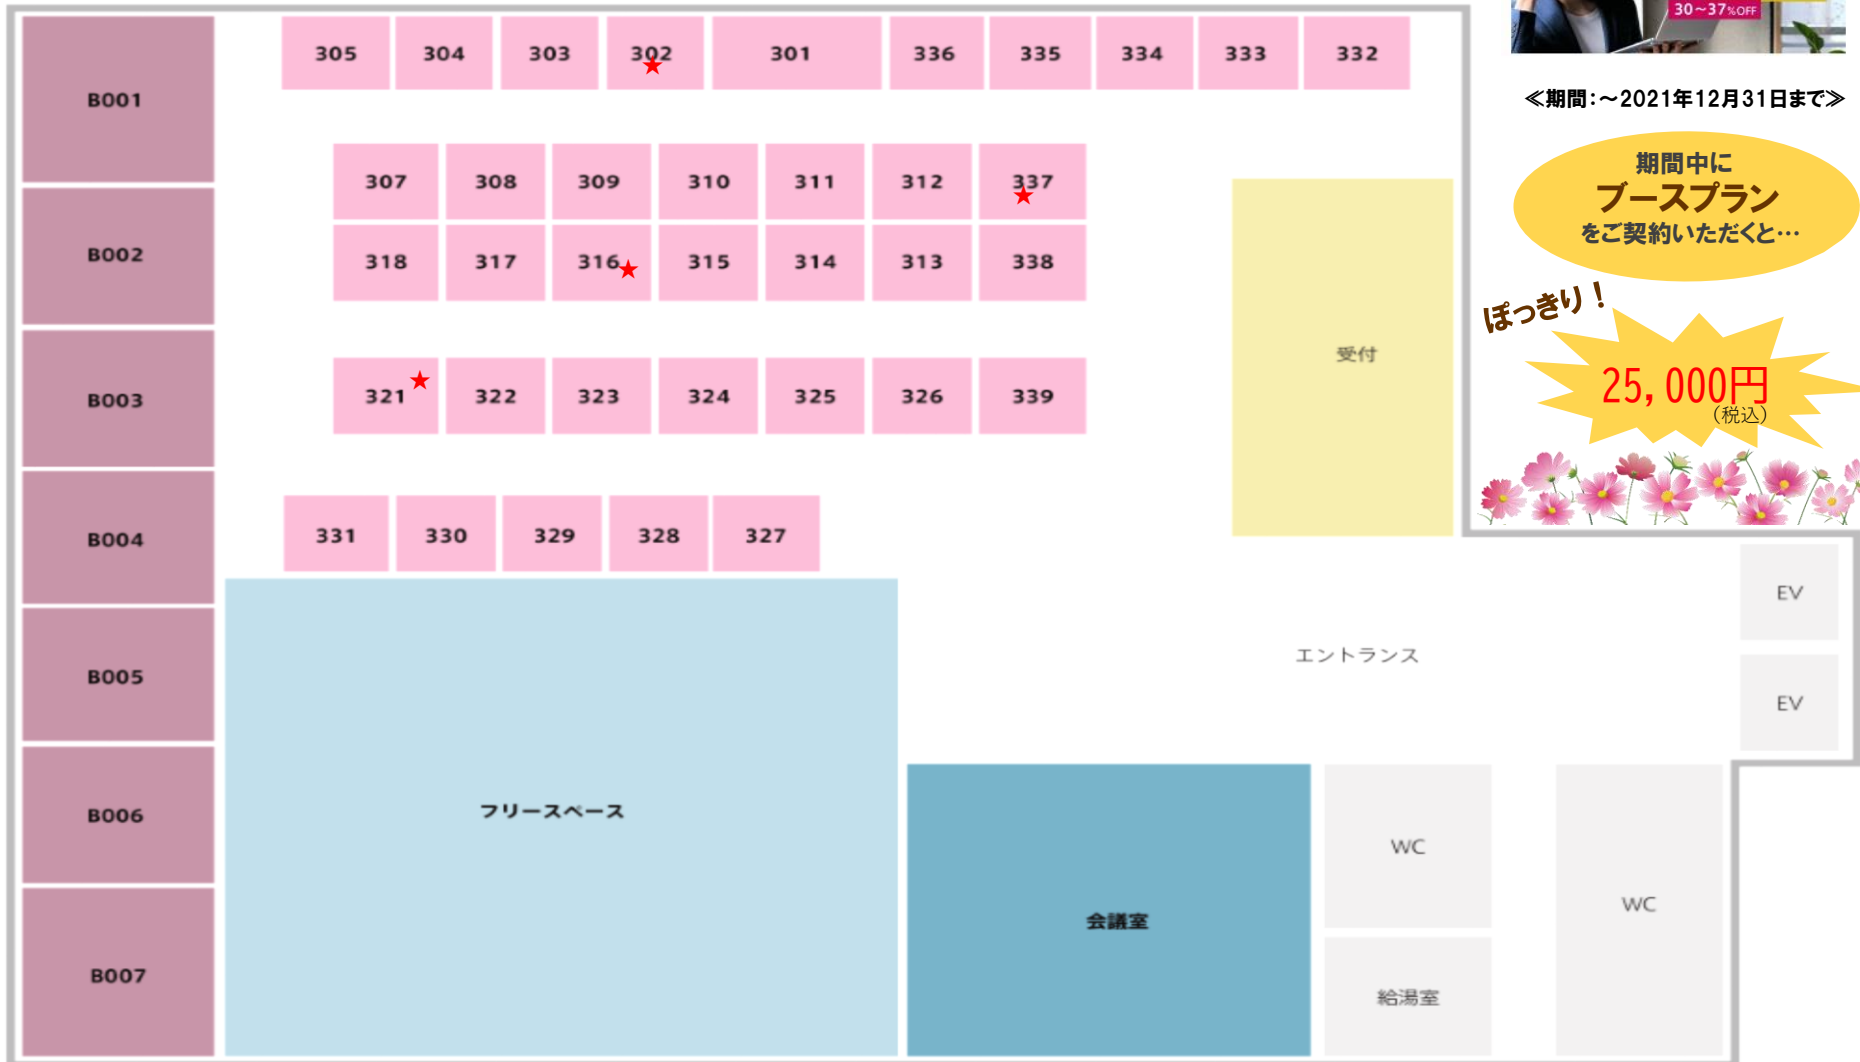 305 304 303 302 301 336 335 334 333 332
30～37%OFF
B001
≪期間：～2021年12月31日まで≫
期間中に
ブースプラン
をご契約いただくと…
307 308 309 310 311 312 337
B002
318 317 316 315 314 313 338
ぽっきり！
受付
25,000円
（税込）
B003
321 322 323 324 325 326 339
B004
331 330 329 328 327
EV
エントランス
B005
EV
B006
フリースペース
WC
WC
会議室
B007
給湯室